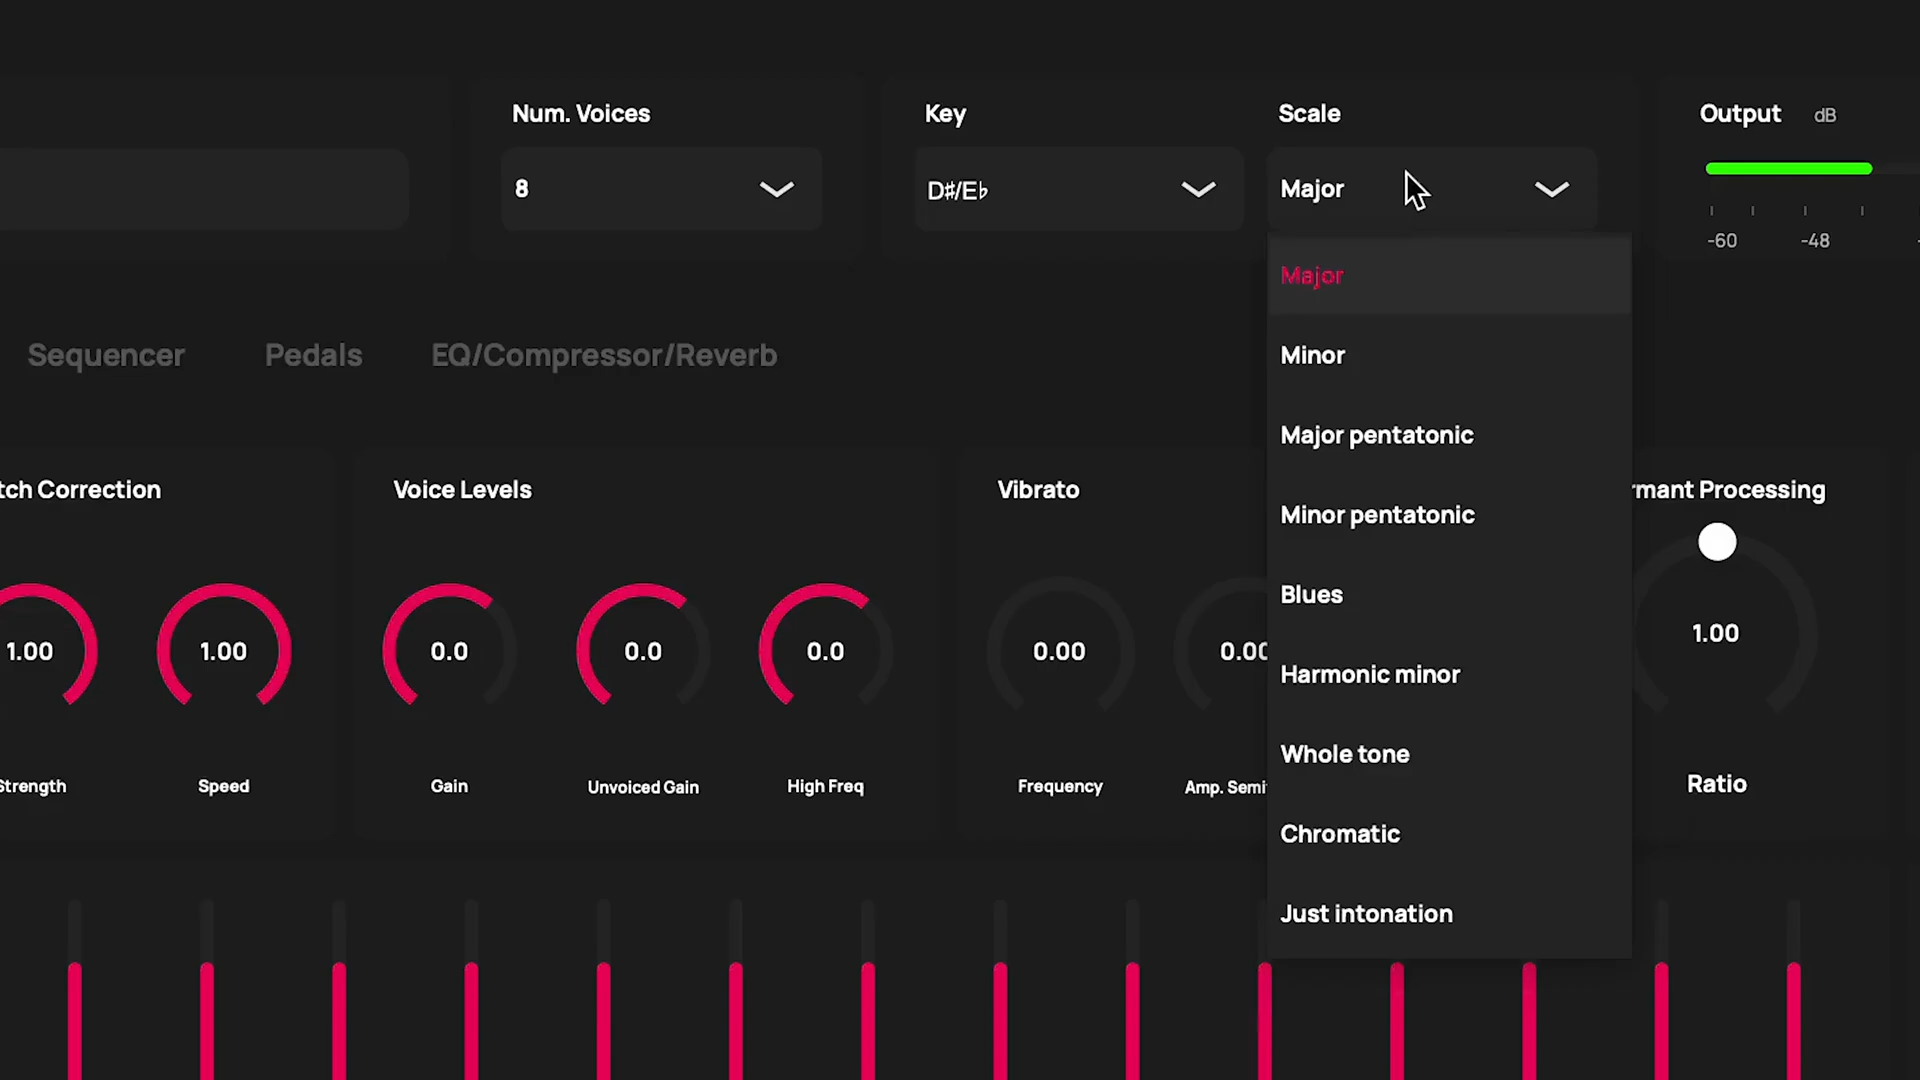 Num. Voices
Key
Scale
Output dB
8
D♯/E♭
Major
-60 -48
Major
Minor
Major pentatonic
Minor pentatonic
Blues
Harmonic minor
Whole tone
Chromatic
Just intonation
Sequencer
Pedals
EQ/Compressor/Reverb
tch Correction
Voice Levels
Vibato
rmant Processing
1.00
1.00
0.0
0.0
0.0
0.00
0.00
1.00
Strength
Speed
Gain
Unvoiced Gain
High Freq
Frequency
Amp. Semi
Ratio